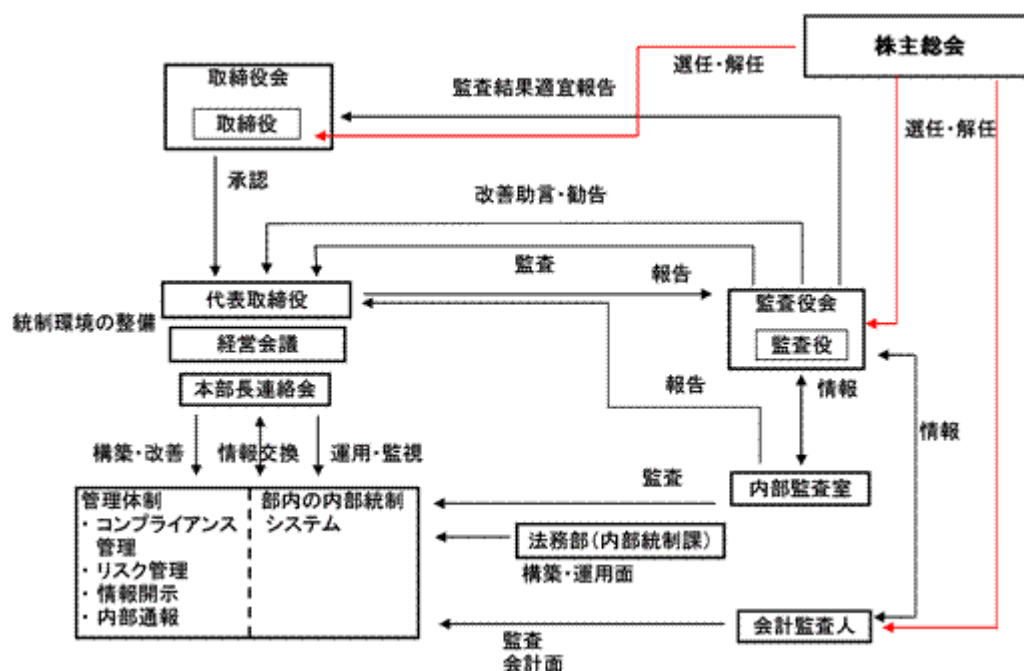 株主総会
選任・解任
取締役会
監査結果適宜報告
取締役
選任・解任
承認
改善助言・勧告
監査
報告
代表取締役
監査役会
統制環境の整備
経営会議
監査役
本部長連絡会
報告
情報
構築・改善
情報交換
運用・監視
情報
監査
内部監査室
管理体制
・コンプライアンス
管理
・リスク管理
・情報開示
・内部通報
部内の内部統制
システム
法務部(内部統制課)
構築・運用面
会計監査人
監査
会計面